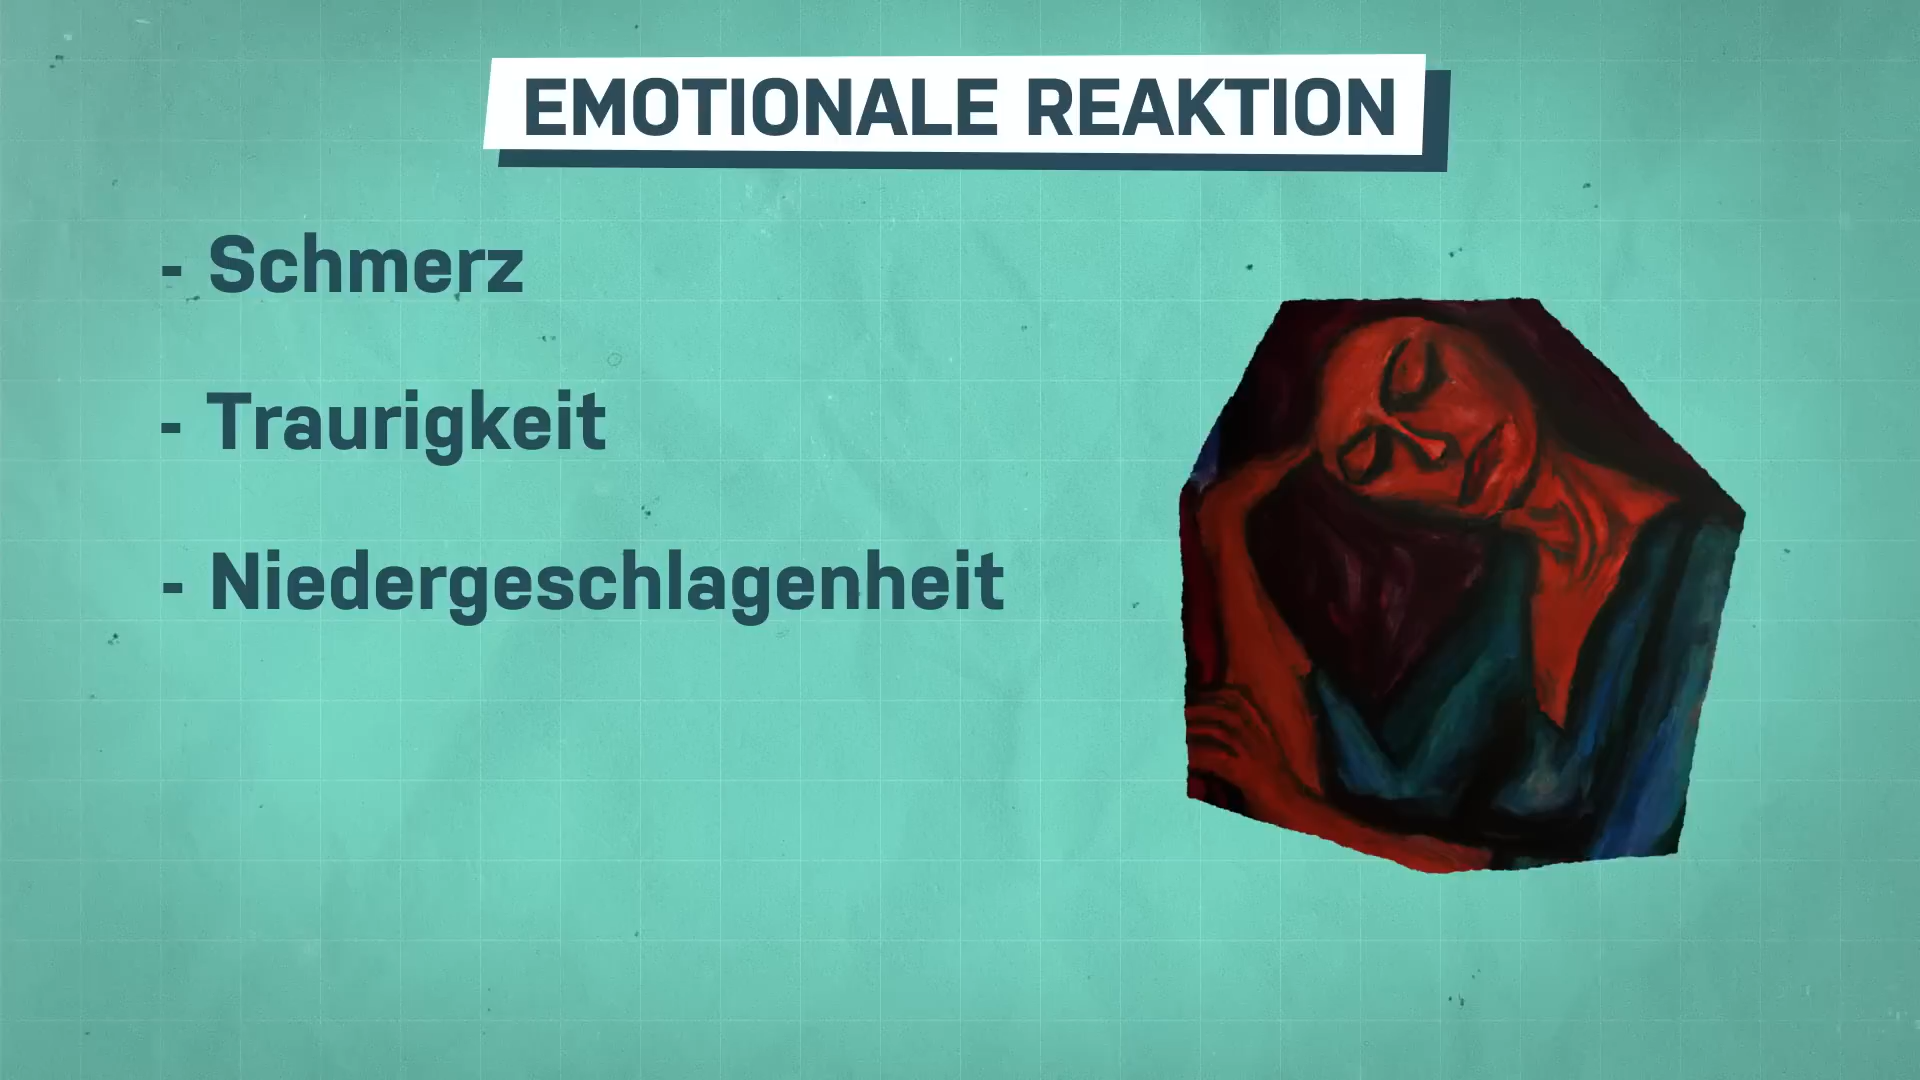 EMOTIONALE REAKTION
- Schmerz
- Traurigkeit
- Niedergeschlagenheit